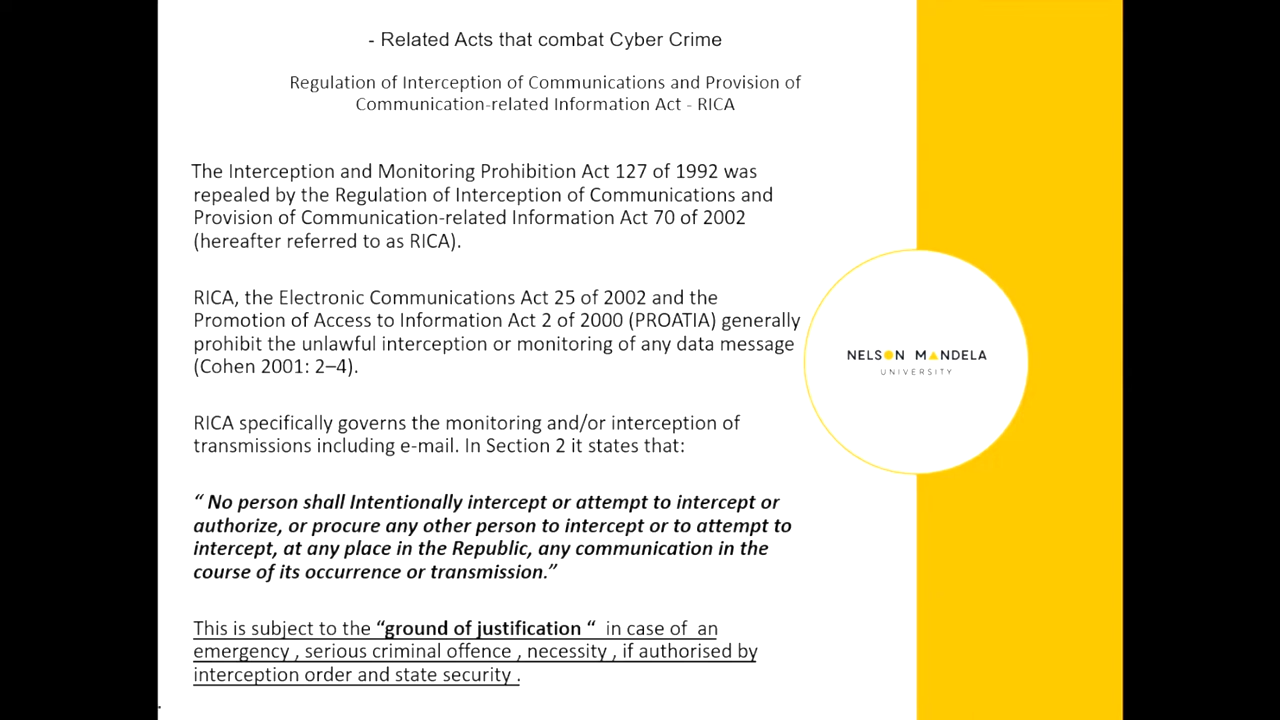 - Related Acts that combat Cyber Crime
Regulation of Interception of Communications and Provision of
Communication-related Information Act - RICA
The Interception and Monitoring Prohibition Act 127 of 1992 was
repealed by the Regulation of Interception of Communications and
Provision of Communication-related Information Act 70 of 2002
(hereafter referred to as RICA).
RICA, the Electronic Communications Act 25 of 2002 and the
Promotion of Access to Information Act 2 of 2000 (PROATIA) generally
prohibit the unlawful interception or monitoring of any data message
(Cohen 2001: 2–4).
RICA specifically governs the monitoring and/or interception of
transmissions including e-mail. In Section 2 it states that:
“ No person shall Intentionally intercept or attempt to intercept or
authorize, or procure any other person to intercept or to attempt to
intercept, at any place in the Republic, any communication in the
course of its occurrence or transmission.”
This is subject to the “ground of justification “ in case of an
emergency , serious criminal offence , necessity , if authorised by
interception order and state security .
.
NELSON MANDELA
UNIVERSITY